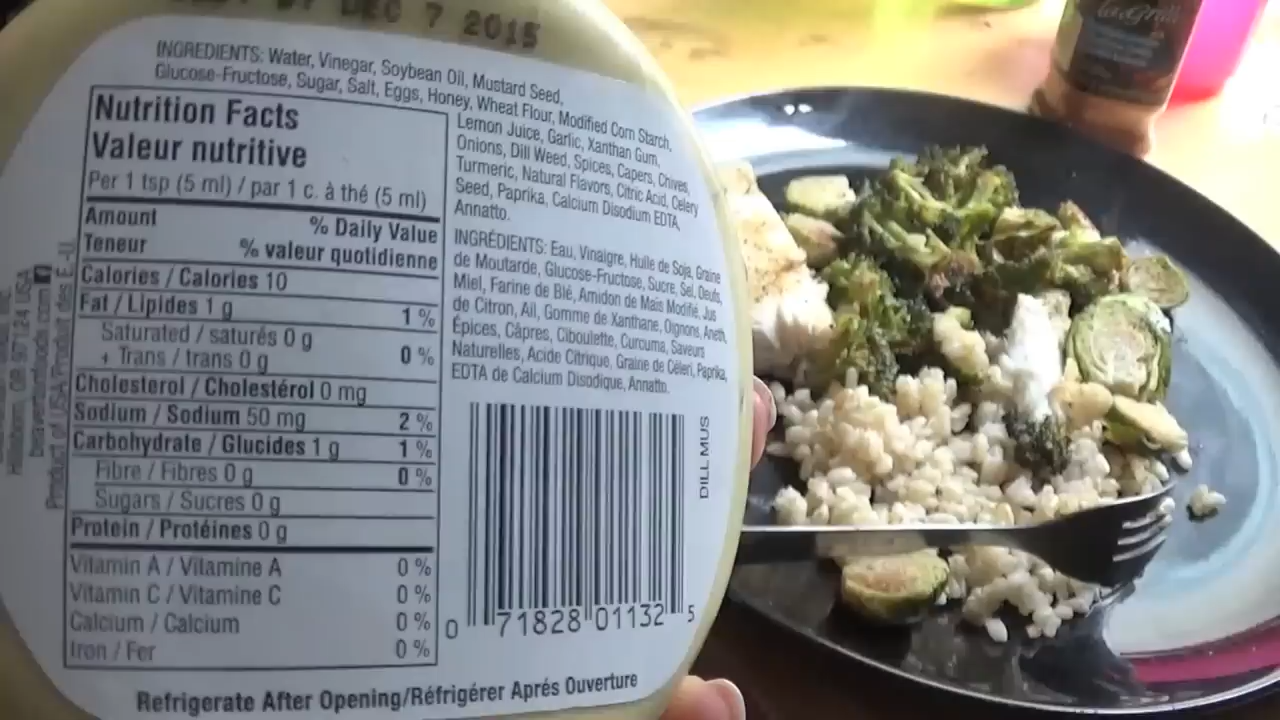 DEC 7 2015
INGREDIENTS: Water, Vinegar, Soybean Oil, Mustard Seed,
Glucose-Fructose, Sugar, Salt, Eggs, Honey, Wheat Flour, Modified Corn Starch,
Lemon Juice, Garlic, Xanthan Gum,
Onions, Dill Weed, Spices, Capers, Chives,
Turmeric, Natural Flavors, Citric Acid, Celery
Seed, Paprika, Calcium Disodium EDTA,
Annatto.
INGRÉDIENTS: Eau, Vinaigre, Huile de Soja, Graine
de Moutarde, Glucose-Fructose, Sucre, Sel, Oeufs,
Miel, Farine de Blé, Amidon de Mais Modifié, Jus
de Citron, Ail, Gomme de Xanthane, Oignons, Aneth,
Épices, Câpres, Ciboulette, Curcuma, Saveurs
Naturelles, Acide Citrique, Graine de Céleri, Paprika,
EDTA de Calcium Disodique, Annatto.
Nutrition Facts
Valeur nutritive
Per 1 tsp (5 ml) / par 1 c. à thé (5 ml)
Amount % Daily Value
Teneur % valeur quotidienne
Calories / Calories 10
Fat / Lipides 1 g 1 %
Saturated / saturés 0 g
+ Trans / trans 0 g 0 %
Cholesterol / Cholestérol 0 mg
Sodium / Sodium 50 mg 2 %
Carbohydrate / Glucides 1 g 1 %
Fibre / Fibres 0 g 0 %
Sugars / Sucres 0 g
Protein / Protéines 0 g
Vitamin A / Vitamine A 0 %
Vitamin C / Vitamine C 0 %
Calcium / Calcium 0 %
Iron / Fer 0 %
DILL MUS
0 71828 01132 5
Refrigerate After Opening/Réfrigérer Aprés Ouverture
Hillsboro, OR 97124 USA
beavertonfoods.com
Product of USA/Produit des É.-U.